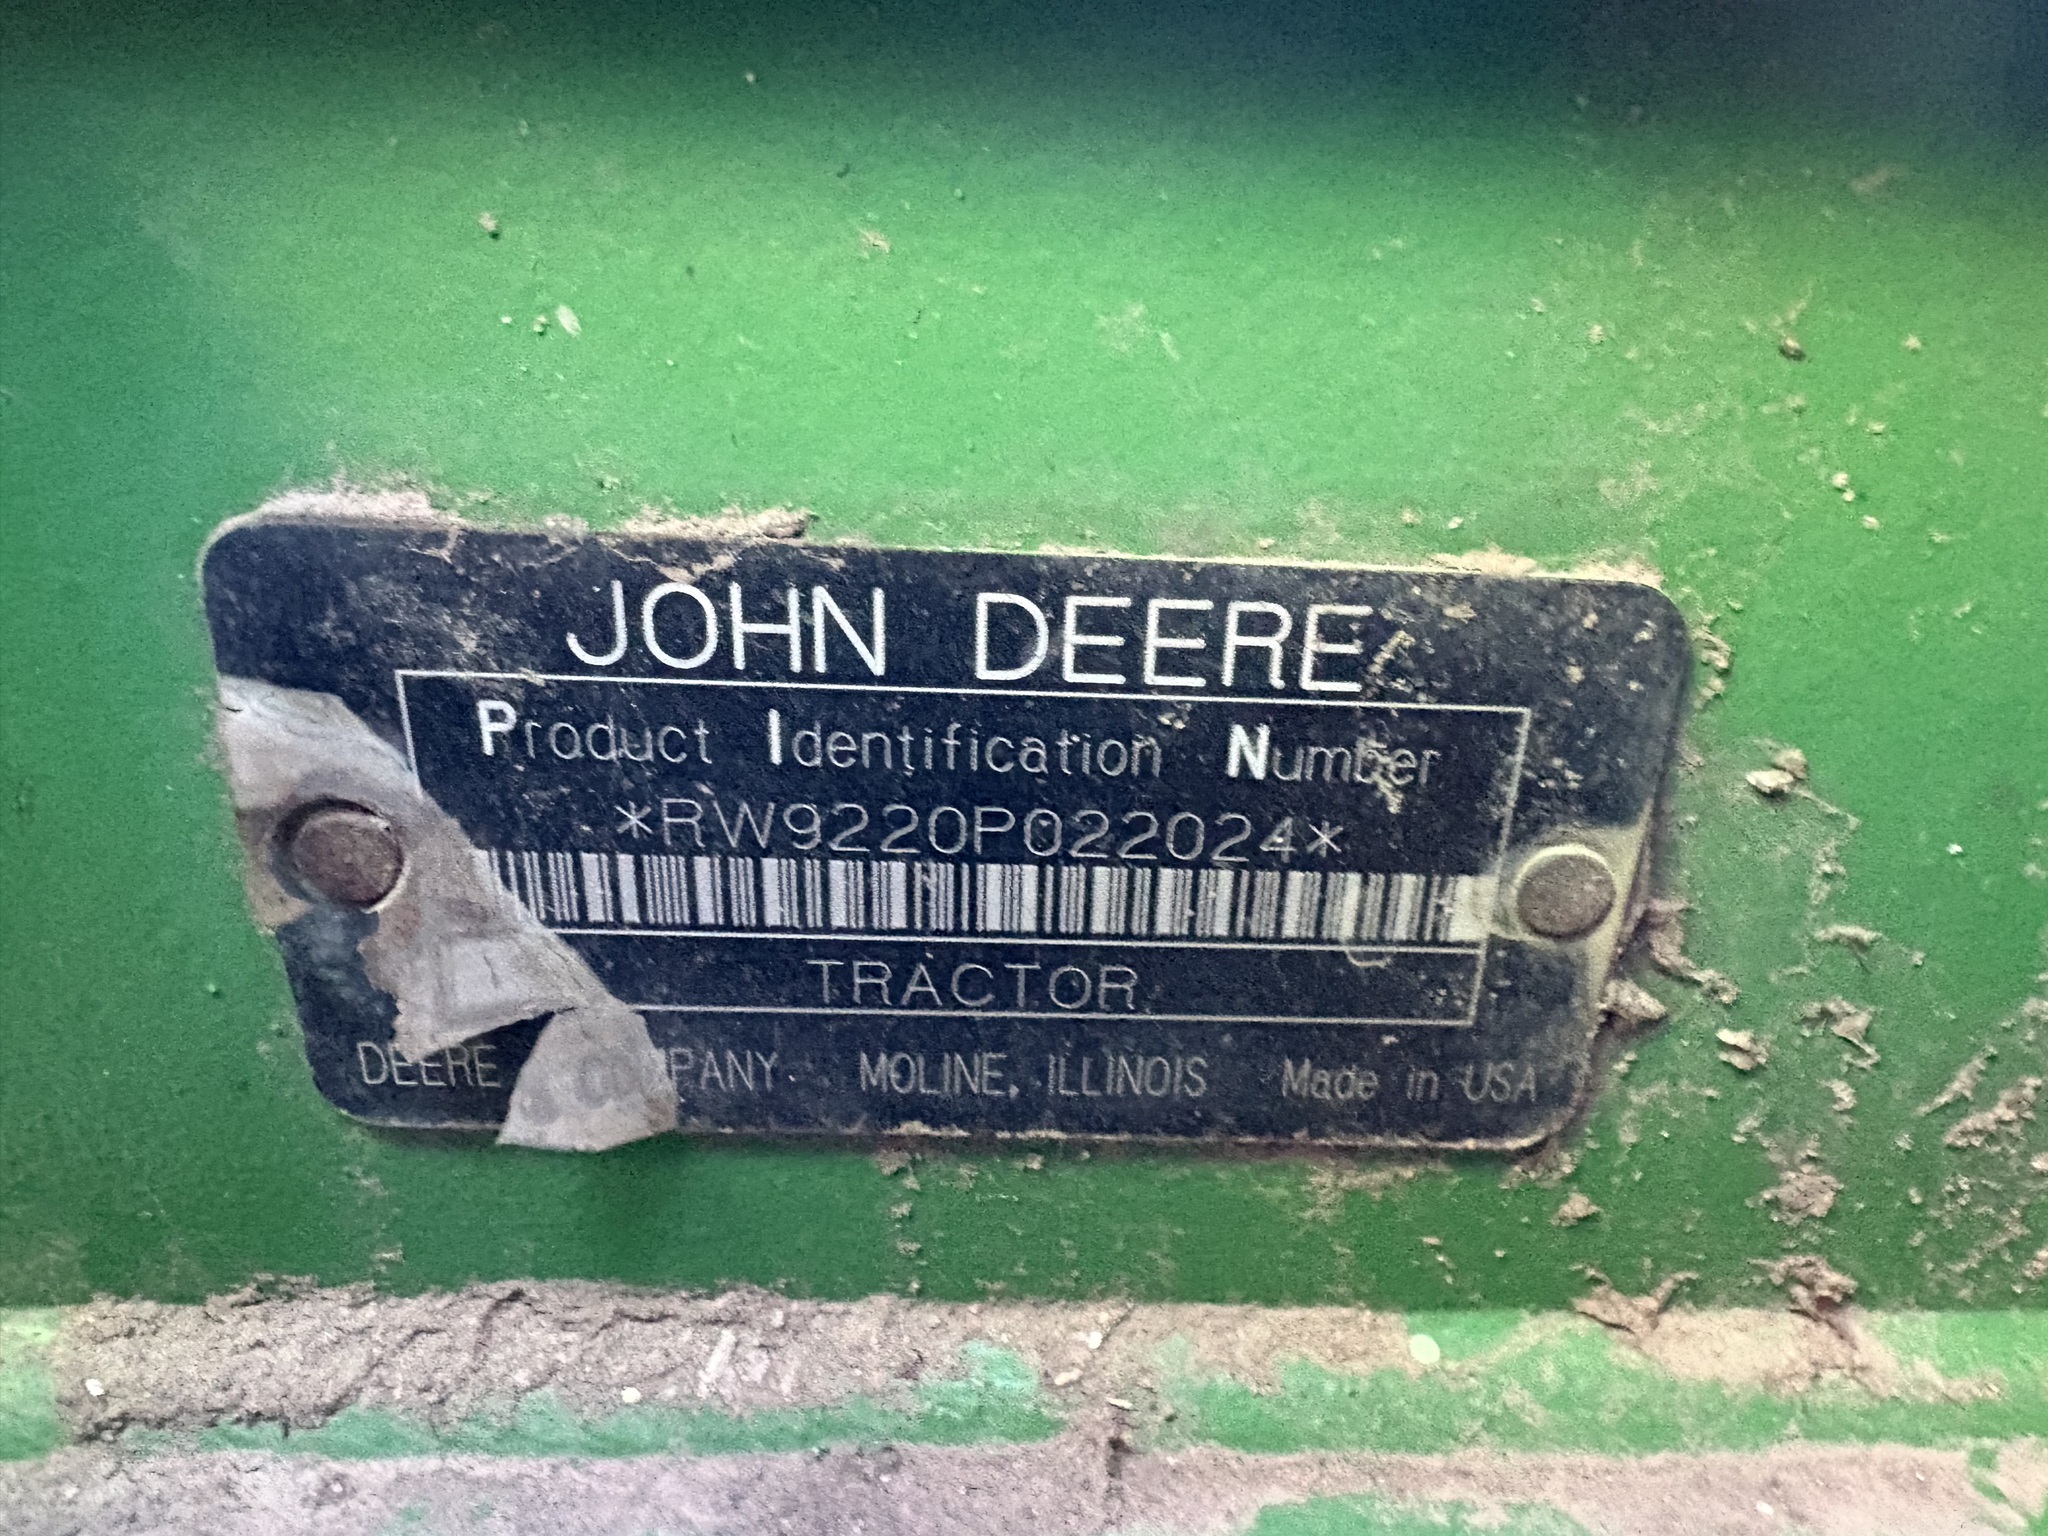 JOHN DEERE
Product Identification Number
*RW9220P022024*
TRACTOR
DEERE PANY MOLINE, ILLINOIS Made in USA